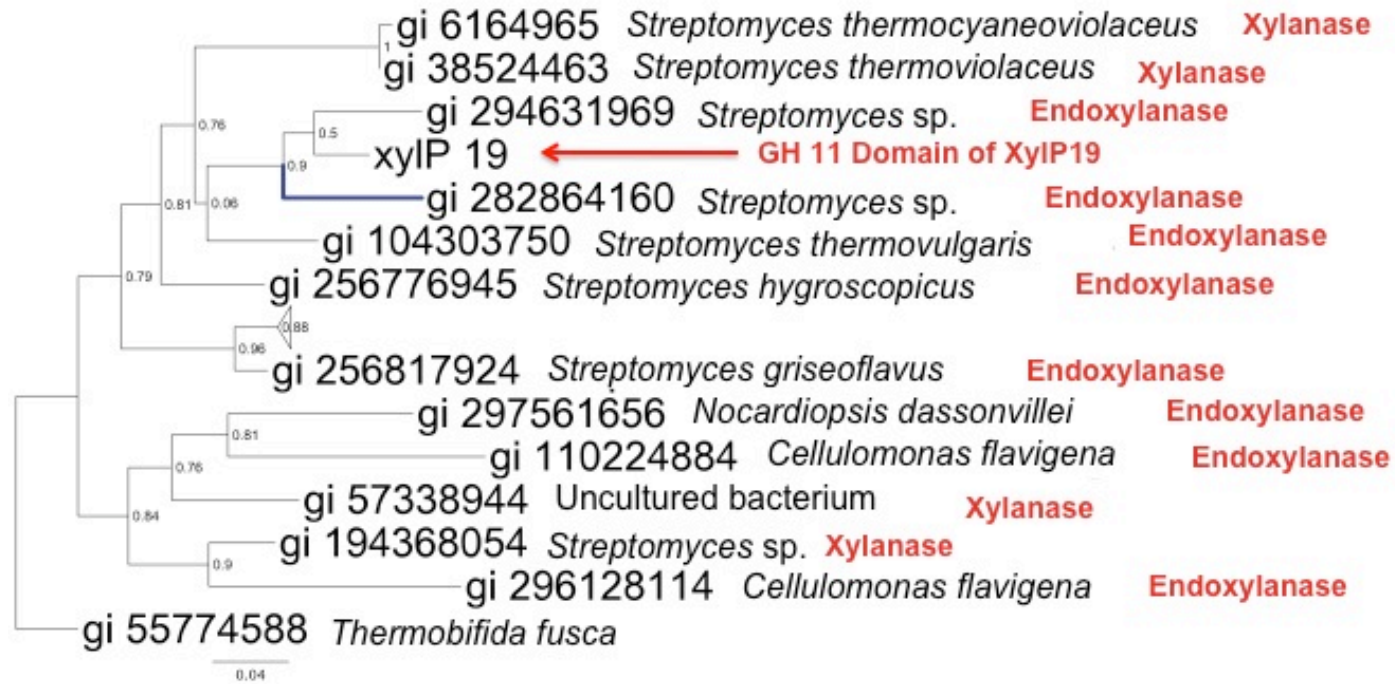 gi 6164965 Streptomyces thermocyaneoviolaceus Xylanase
1
gi 38524463 Streptomyces thermoviolaceus Xylanase
gi 294631969 Streptomyces sp. Endoxylanase
0.76
0.5
xylP 19 GH 11 Domain of XylP19
0.9
gi 282864160 Streptomyces sp. Endoxylanase
0.81
0.06
gi 104303750 Streptomyces thermovulgaris Endoxylanase
0.79
gi 256776945 Streptomyces hygroscopicus Endoxylanase
0.88
0.96
gi 256817924 Streptomyces griseoflavus Endoxylanase
gi 297561656 Nocardiopsis dassonvillei Endoxylanase
0.81
gi 110224884 Cellulomonas flavigena Endoxylanase
0.76
gi 57338944 Uncultured bacterium Xylanase
0.84
gi 194368054 Streptomyces sp. Xylanase
0.9
gi 296128114 Cellulomonas flavigena Endoxylanase
gi 55774588 Thermobifida fusca
0.04